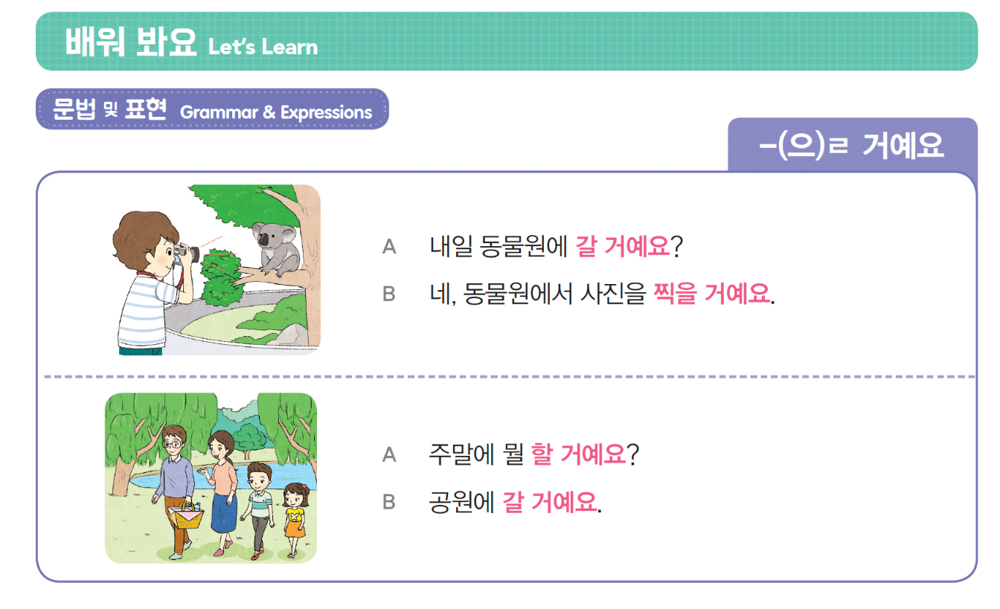 배워 봐요 Let's Learn
문법 및 표현 Grammar & Expressions
-(으)ㄹ 거예요
A 내일 동물원에 갈 거예요?
B 네, 동물원에서 사진을 찍을 거예요.
A 주말에 뭘 할 거예요?
B 공원에 갈 거예요.